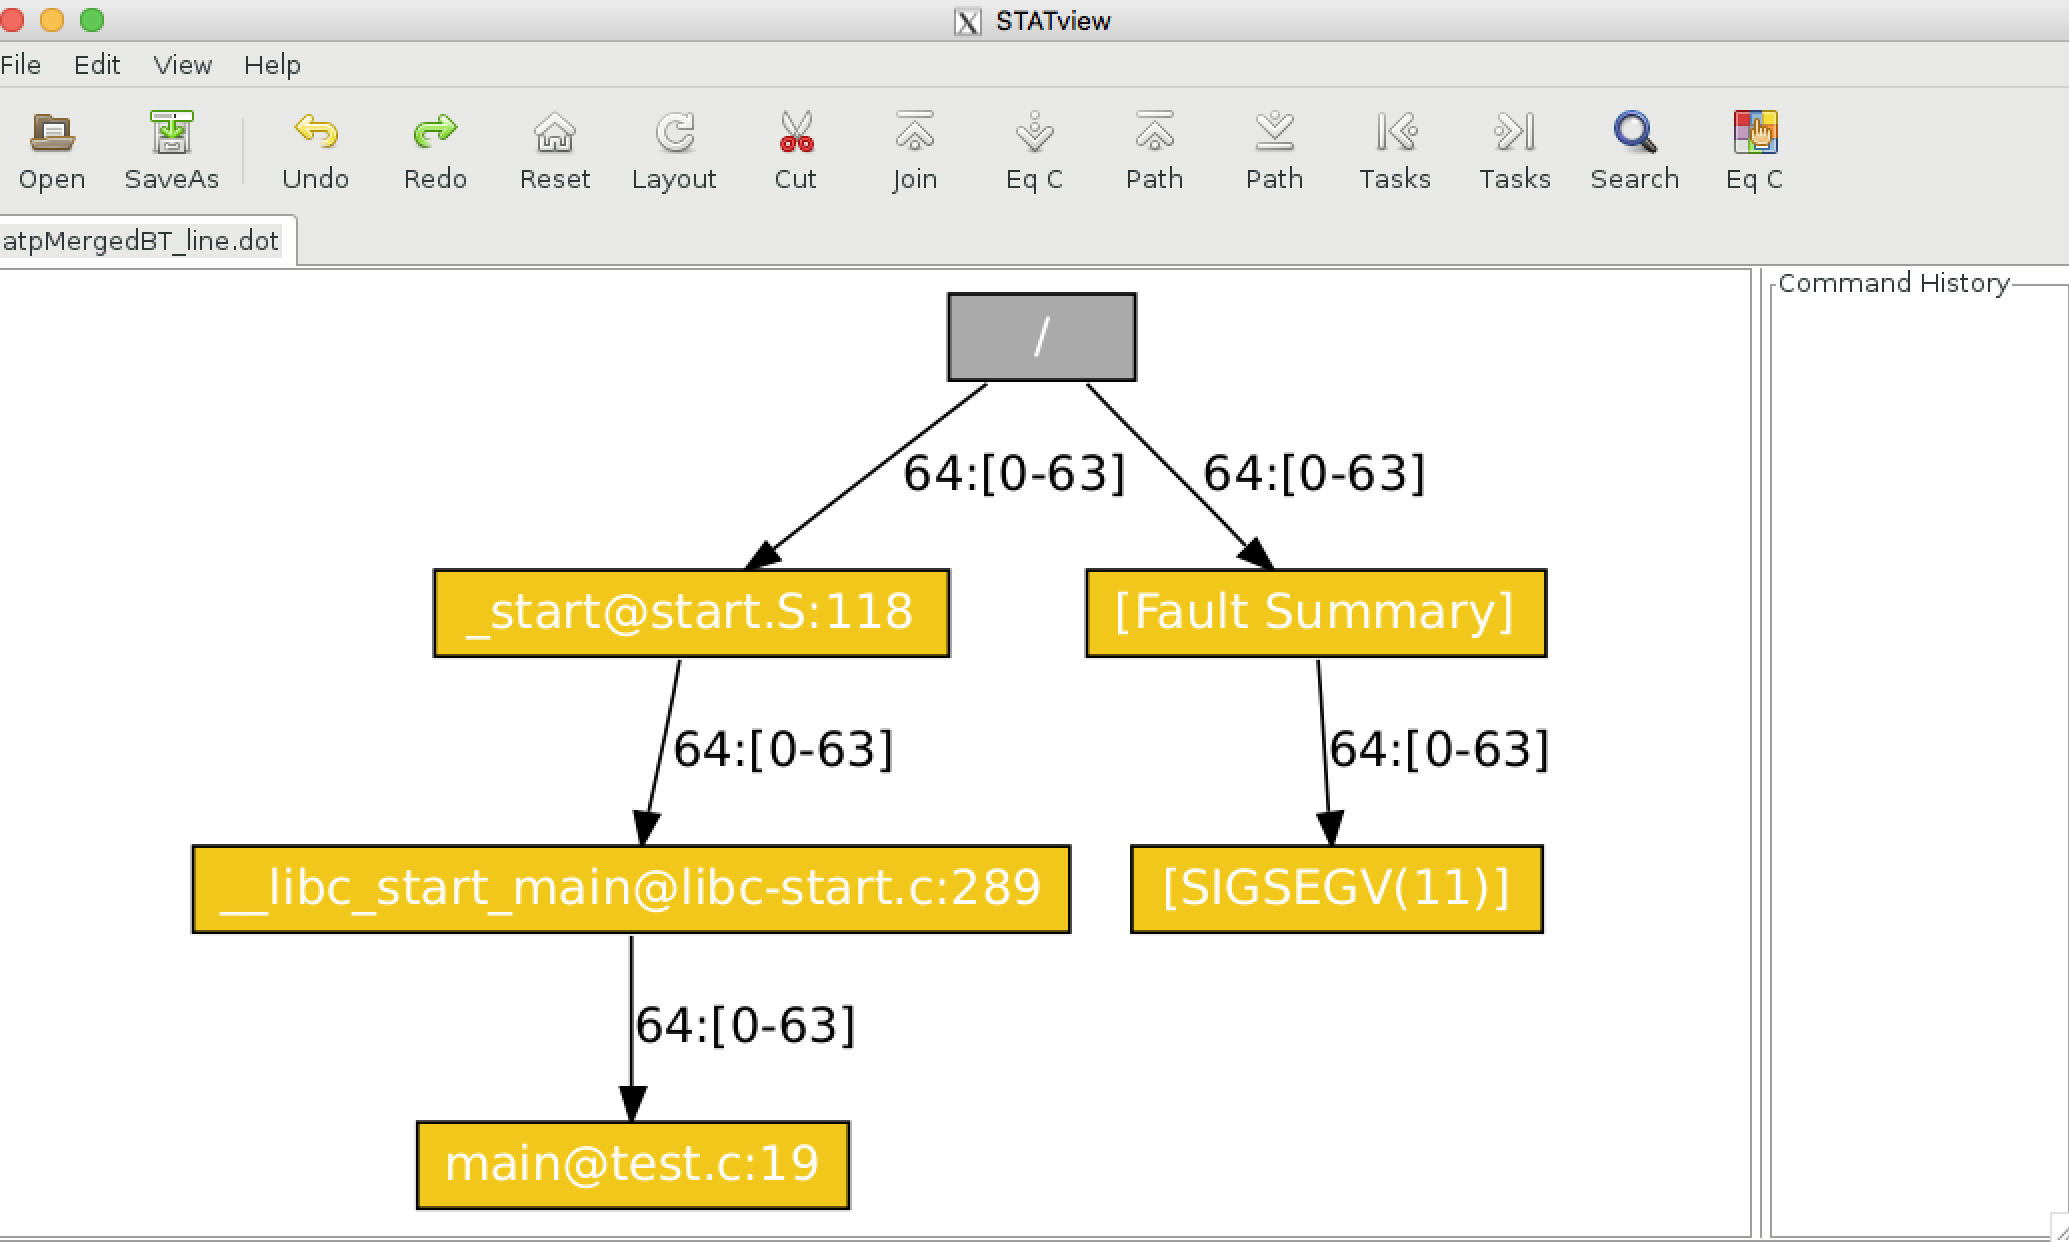 STATview
File Edit View Help
Open SaveAs Undo Redo Reset Layout Cut Join Eq C Path Path Tasks Tasks Search Eq C
atpMergedBT_line.dot
Command History
/
64:[0-63] 64:[0-63]
_start@start.S:118 [Fault Summary]
64:[0-63] 64:[0-63]
__libc_start_main@libc-start.c:289 [SIGSEGV(11)]
64:[0-63]
main@test.c:19